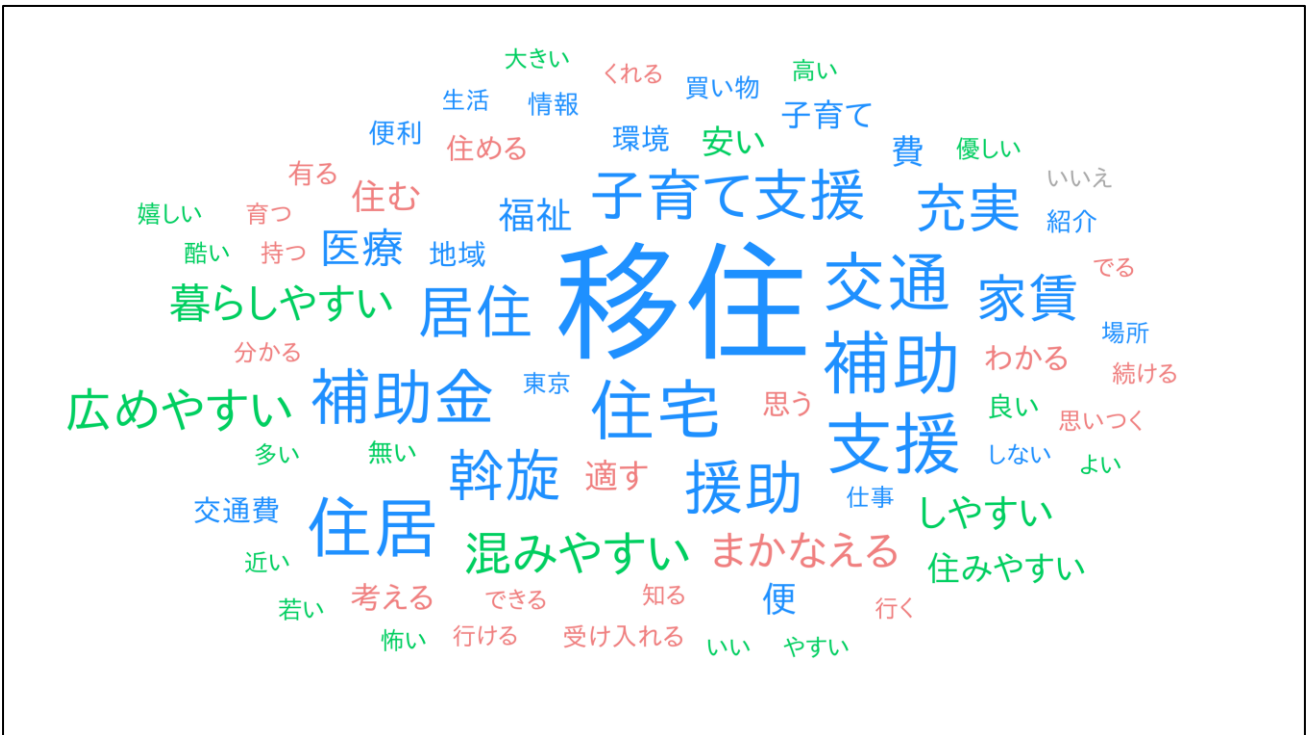 大きい
くれる
高い
生活
情報
買い物
子育て
便利
住める
環境
安い
費
優しい
有る
住む
福祉
子育て支援
充実
いいえ
嬉しい
育つ
紹介
酷い
持つ
医療
地域
移住
交通
家賃
でる
暮らしやすい
居住
場所
分かる
補助
わかる
続ける
広めやすい
補助金
東京
住宅
思う
良い
思いつく
多い
無い
支援
しない
よい
斡旋
適す
援助
仕事
交通費
住居
しやすい
近い
混みやすい
まかなえる
住みやすい
若い
考える
できる
知る
便
行く
怖い
行ける
受け入れる
いい
やすい